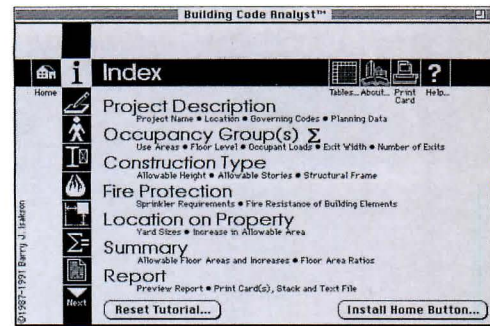 Building Code Analyst™
Index
Home
Tables... About... Print Card Help...
Project Description
Project Name • Location • Governing Codes • Planning Data
Occupancy Group(s) Σ
Use Areas • Floor Level • Occupant Loads • Exit Width • Number of Exits
Construction Type
Allowable Height • Allowable Stories • Structural Frame
Fire Protection
Sprinkler Requirements • Fire Resistance of Building Elements
Location on Property
Yard Sizes • Increase in Allowable Area
Summary
Allowable Floor Areas and Increases • Floor Area Ratios
Report
Preview Report • Print Card(s), Stack and Text File
Next
Reset Tutorial...
Install Home Button...
©1987-1991 Barry J. Isakson